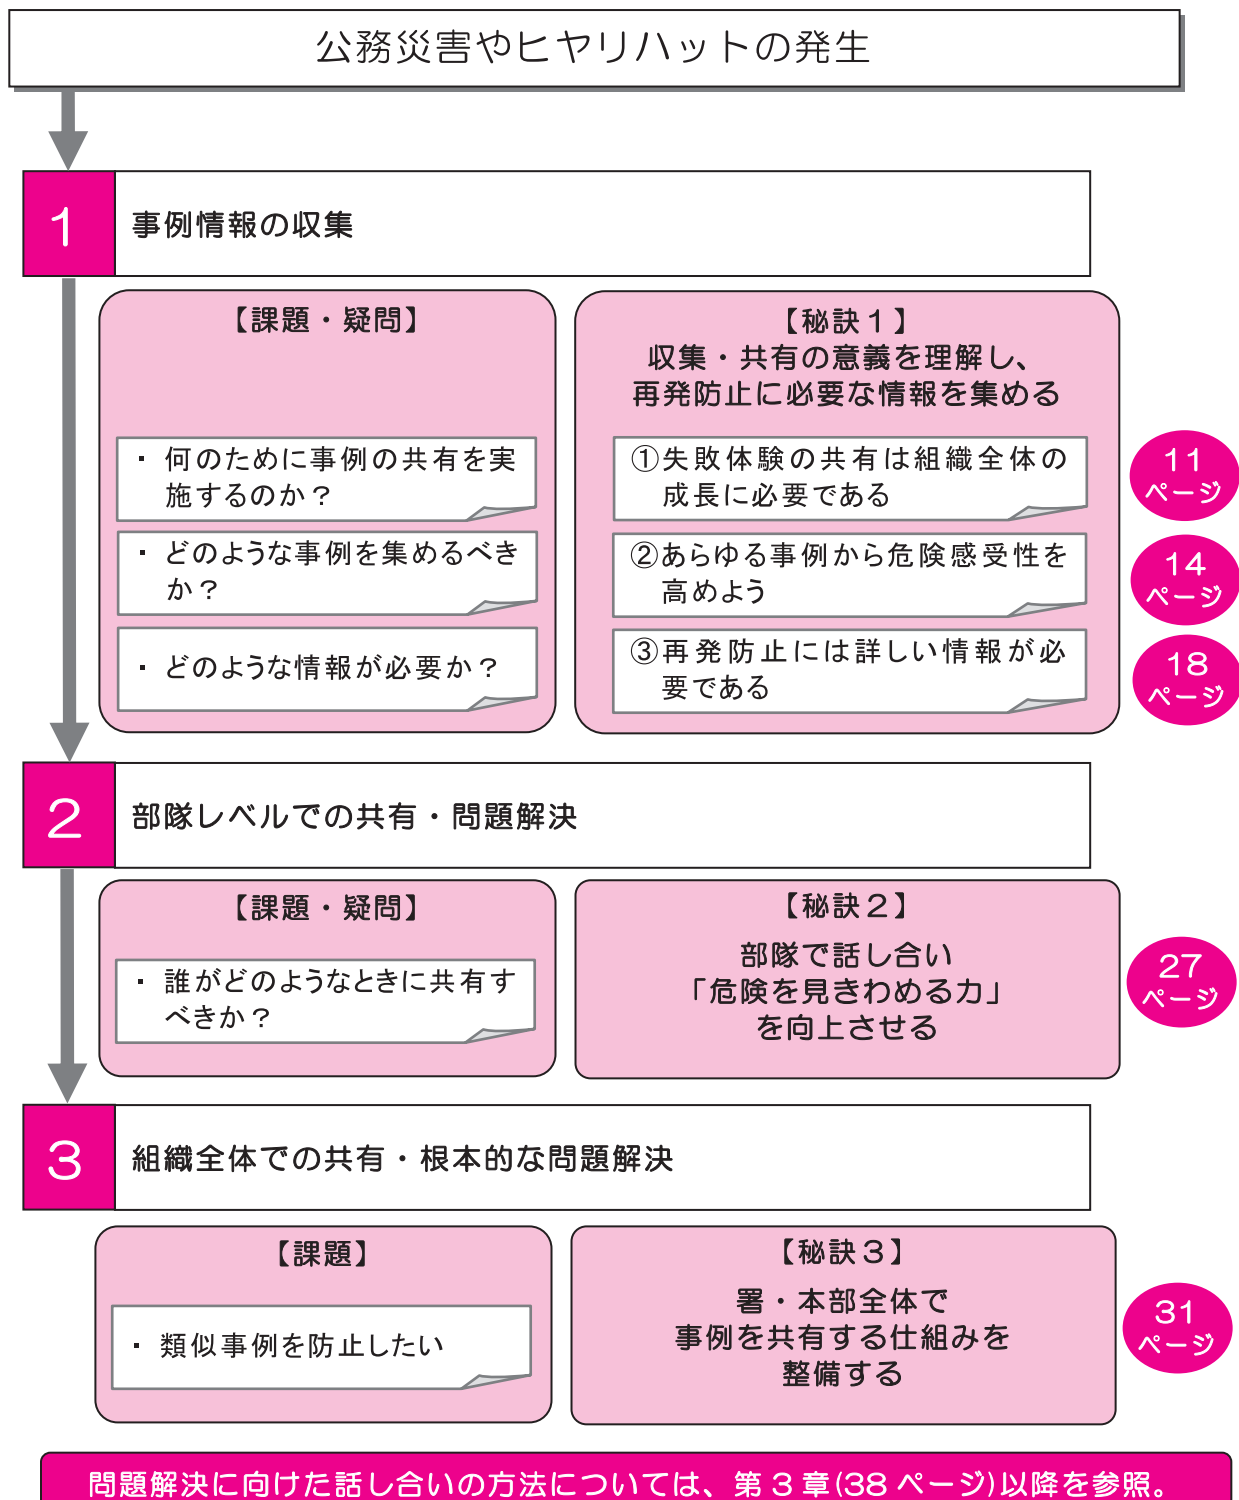 公務災害やヒヤリハットの発生
1
事例情報の収集
【課題・疑問】
・ 何のために事例の共有を実
施するのか？
・ どのような事例を集めるべき
か？
・ どのような情報が必要か？
【秘訣１】
収集・共有の意義を理解し、
再発防止に必要な情報を集める
①失敗体験の共有は組織全体の
成長に必要である
②あらゆる事例から危険感受性を
高めよう
③再発防止には詳しい情報が必
要である
11
ページ
14
ページ
18
ページ
2
部隊レベルでの共有・問題解決
【課題・疑問】
・ 誰がどのようなときに共有す
べきか？
【秘訣２】
部隊で話し合い
「危険を見きわめる力」
を向上させる
27
ページ
3
組織全体での共有・根本的な問題解決
【課題】
・ 類似事例を防止したい
【秘訣３】
署・本部全体で
事例を共有する仕組みを
整備する
31
ページ
問題解決に向けた話し合いの方法については、第 3 章(38 ページ)以降を参照。